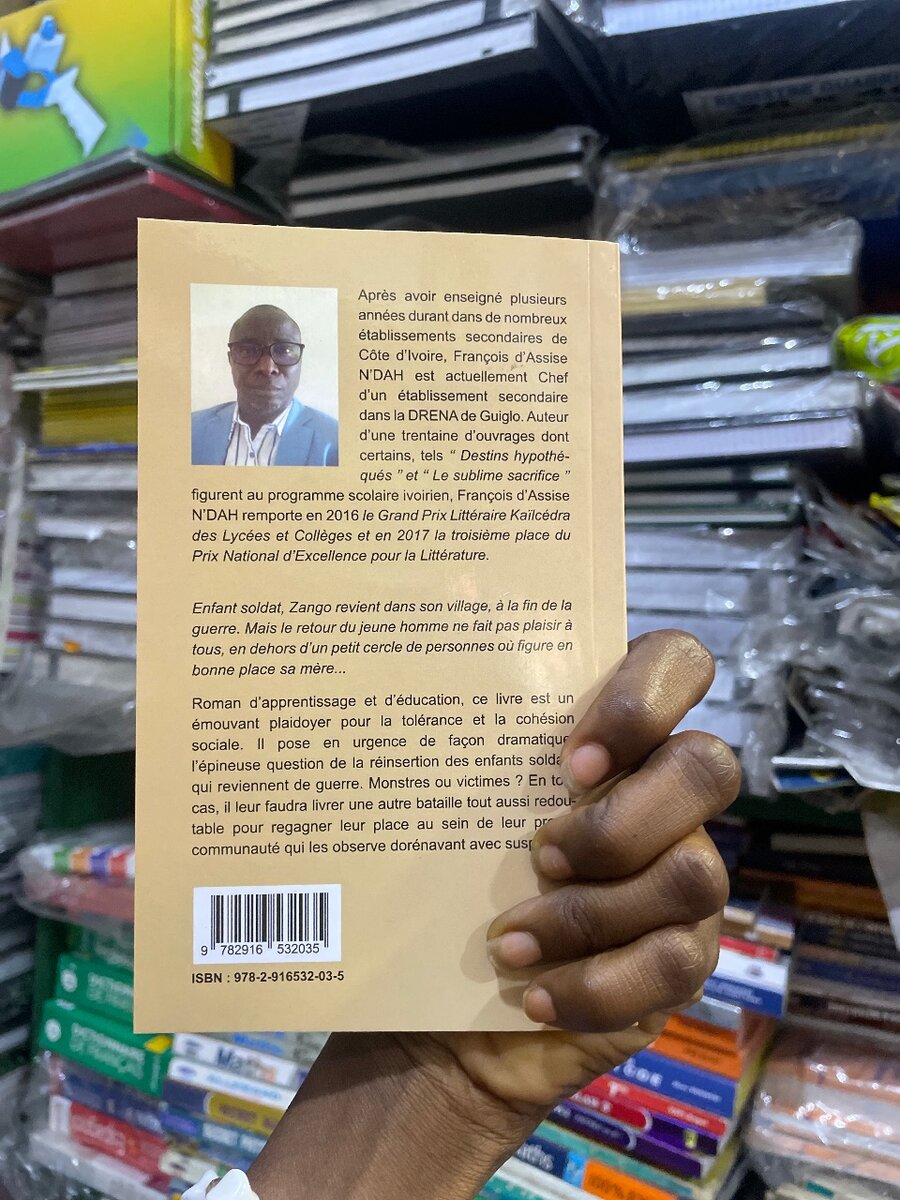 Après avoir enseigné plusieurs
années durant dans de nombreux
établissements secondaires de
Côte d'Ivoire, François d'Assise
N'DAH est actuellement Chef
d'un établissement secondaire
dans la DRENA de Guiglo. Auteur
d'une trentaine d'ouvrages dont
certains, tels “ Destins hypothé-
qués ” et “ Le sublime sacrifice ”
figurent au programme scolaire ivoirien, François d'Assise
N'DAH remporte en 2016 le Grand Prix Littéraire Kaïlcédra
des Lycées et Collèges et en 2017 la troisième place du
Prix National d'Excellence pour la Littérature.
Enfant soldat, Zango revient dans son village, à la fin de la
guerre. Mais le retour du jeune homme ne fait pas plaisir à
tous, en dehors d'un petit cercle de personnes où figure en
bonne place sa mère...
Roman d'apprentissage et d'éducation, ce livre est un
émouvant plaidoyer pour la tolérance et la cohésion
sociale. Il pose en urgence de façon dramatique
l'épineuse question de la réinsertion des enfants
qui reviennent de guerre. Monstres ou victimes ? En
cas, il leur faudra livrer une autre bataille tout aussi redou-
table pour regagner leur place au sein de leur
communauté qui les observe dorénavant avec
9 782916 532035
ISBN : 978-2-916532-03-5
DICTIONNAIRE
DE FRANÇAIS